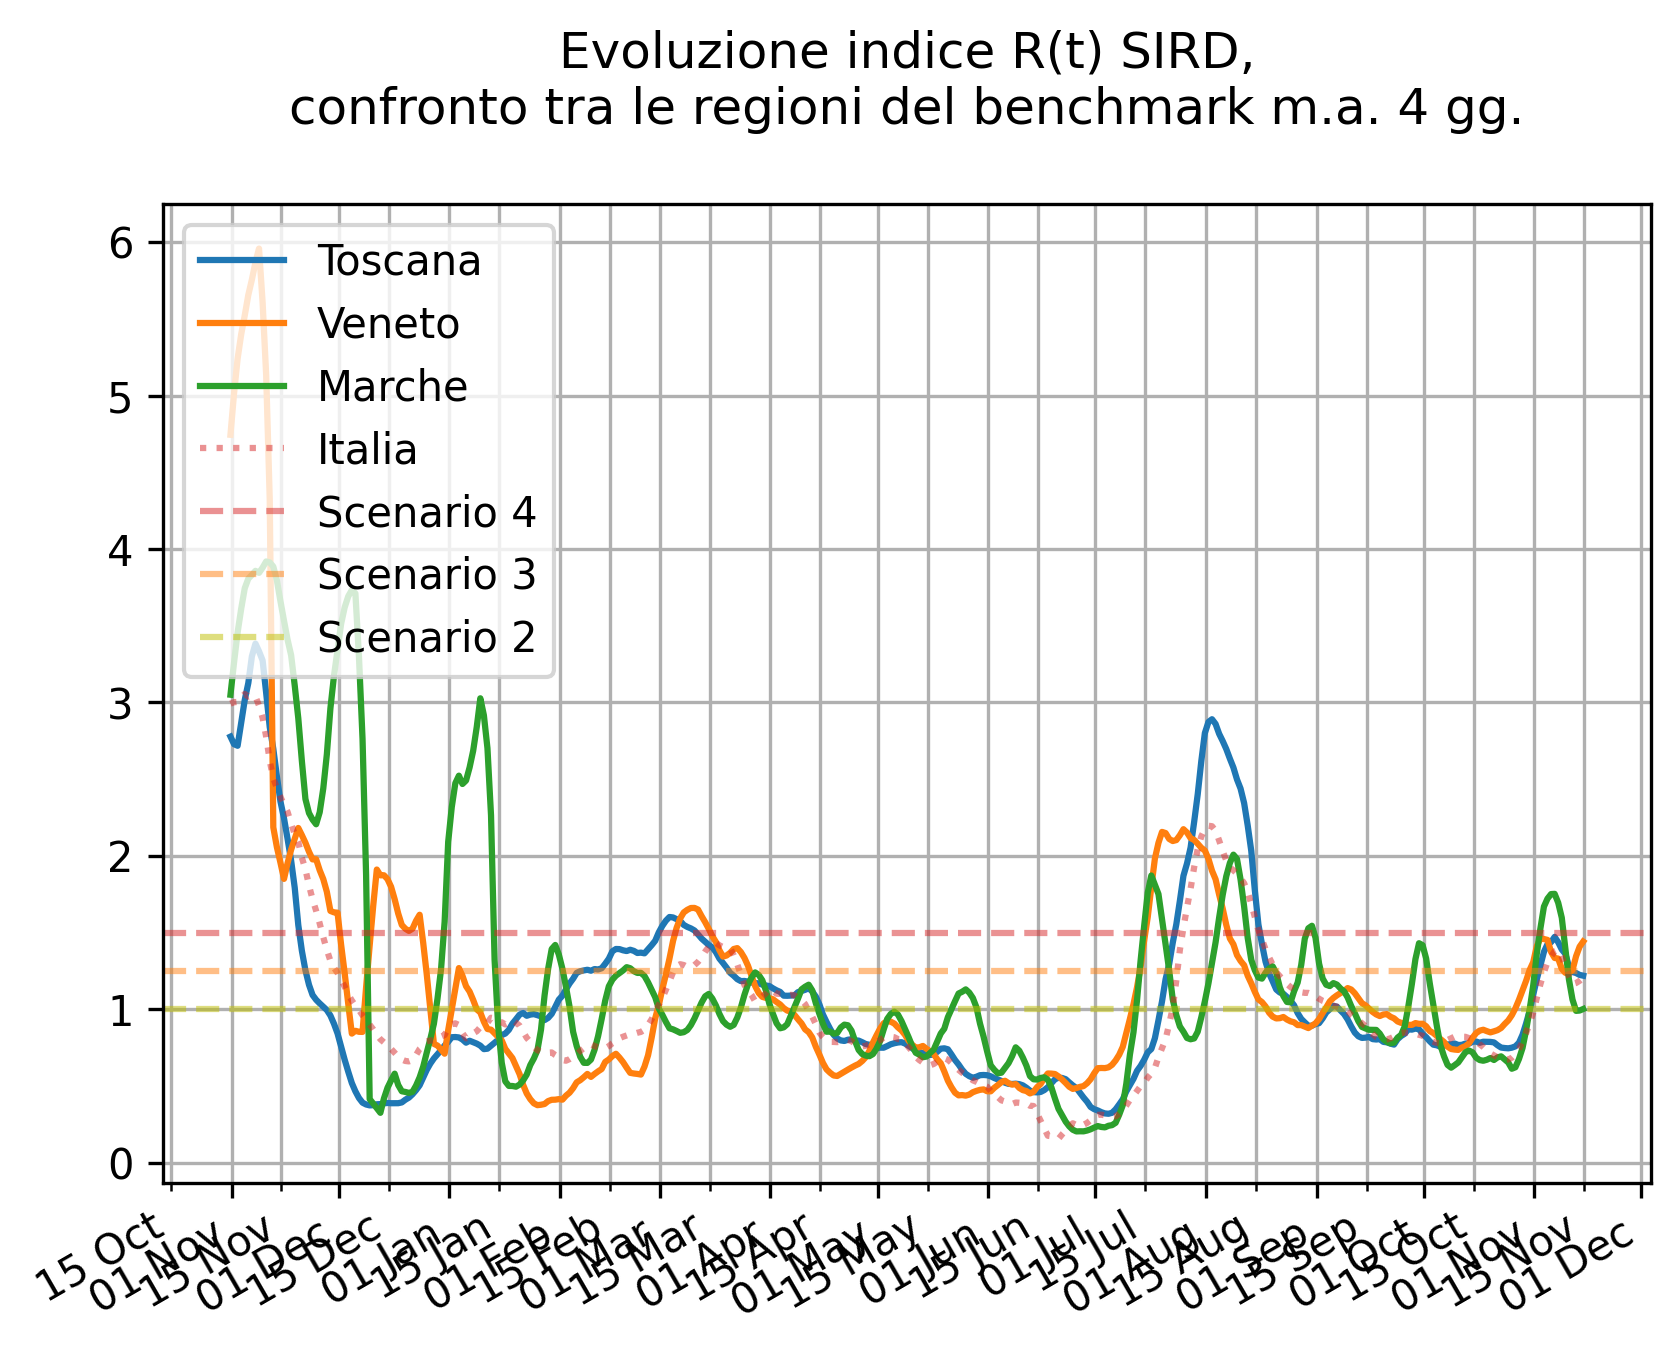 Evoluzione indice R(t) SIRD,
confronto tra le regioni del benchmark m.a. 4 gg.
6
5
4
3
2
1
0
Toscana
Veneto
Marche
Italia
Scenario 4
Scenario 3
Scenario 2
15 Oct
01 Nov
15 Nov
01 Dec
15 Dec
01 Jan
15 Jan
01 Feb
15 Feb
01 Mar
15 Mar
01 Apr
15 Apr
01 May
15 May
01 Jun
15 Jun
01 Jul
15 Jul
01 Aug
15 Aug
01 Sep
15 Sep
01 Oct
15 Oct
01 Nov
15 Nov
01 Dec